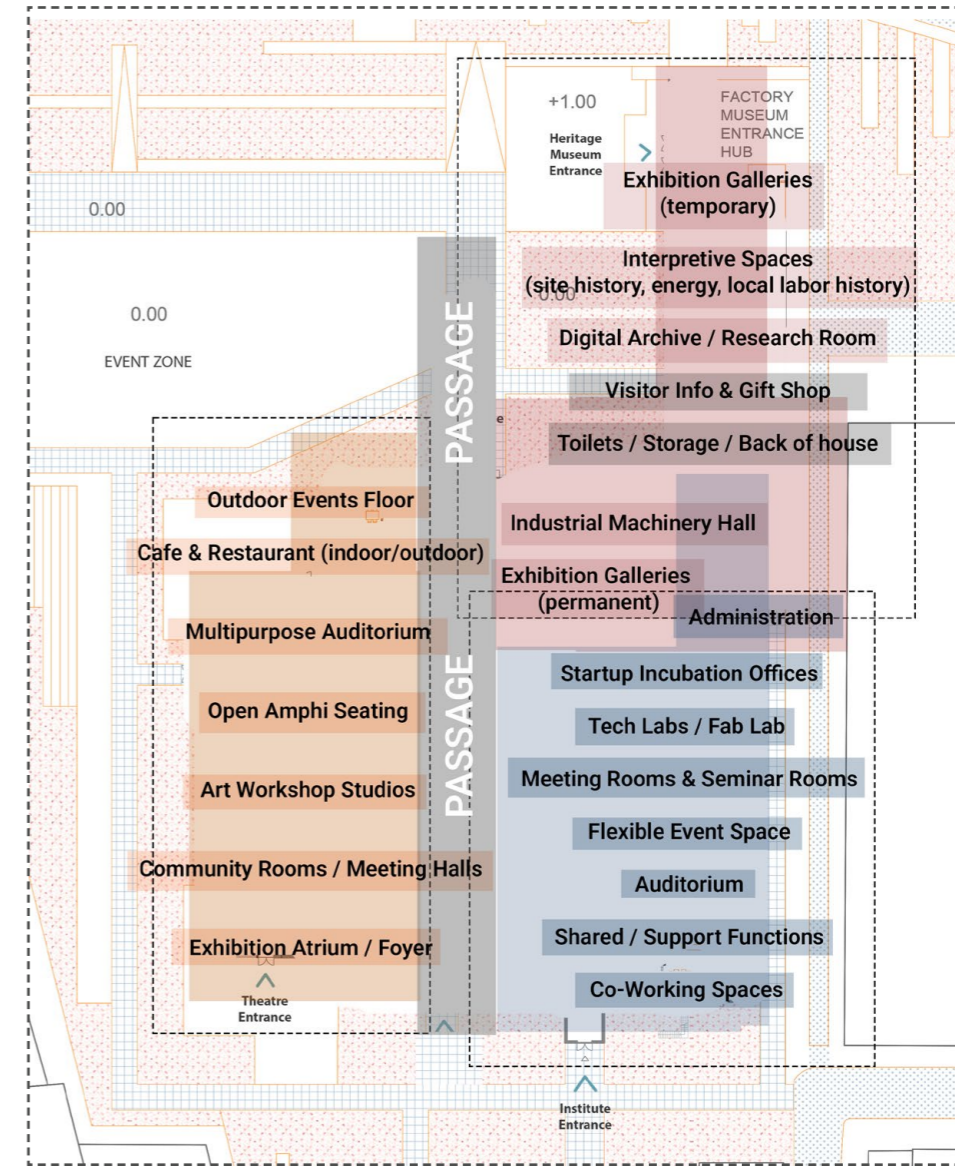 +1.00
FACTORY
MUSEUM
ENTRANCE
HUB
Heritage
Museum
Entrance
Exhibition Galleries
(temporary)
0.00
Interpretive Spaces
(site history, energy, local labor history)
0.00
0.00
EVENT ZONE
Digital Archive / Research Room
Visitor Info & Gift Shop
Toilets / Storage / Back of house
PASSAGE
e
Outdoor Events Floor
Industrial Machinery Hall
Cafe & Restaurant (indoor/outdoor)
Exhibition Galleries
(permanent)
Administration
Multipurpose Auditorium
Startup Incubation Offices
PASSAGE
Open Amphi Seating
Tech Labs / Fab Lab
Art Workshop Studios
Meeting Rooms & Seminar Rooms
Flexible Event Space
Community Rooms / Meeting Halls
Auditorium
Exhibition Atrium / Foyer
Shared / Support Functions
Co-Working Spaces
Theatre
Entrance
Institute
Entrance